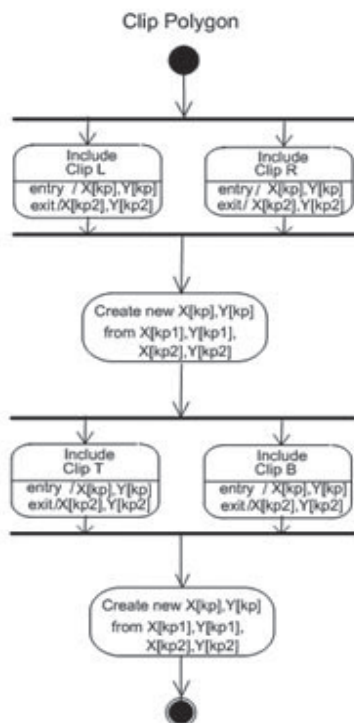 Clip Polygon
Include
Clip L
entry / X[kp],Y[kp]
exit/X[kp2],Y[kp2]
Include
Clip R
entry / X[kp],Y[kp]
exit/ X[kp2],Y[kp2]
Create new X[kp],Y[kp]
from X[kp1],Y[kp1],
X[kp2],Y[kp2]
Include
Clip T
entry / X[kp],Y[kp]
exit/X[kp2],Y[kp2]
Include
Clip B
entry / X[kp],Y[kp]
exit/X[kp2],Y[kp2]
Create new X[kp],Y[kp]
from X[kp1],Y[kp1],
X[kp2],Y[kp2]